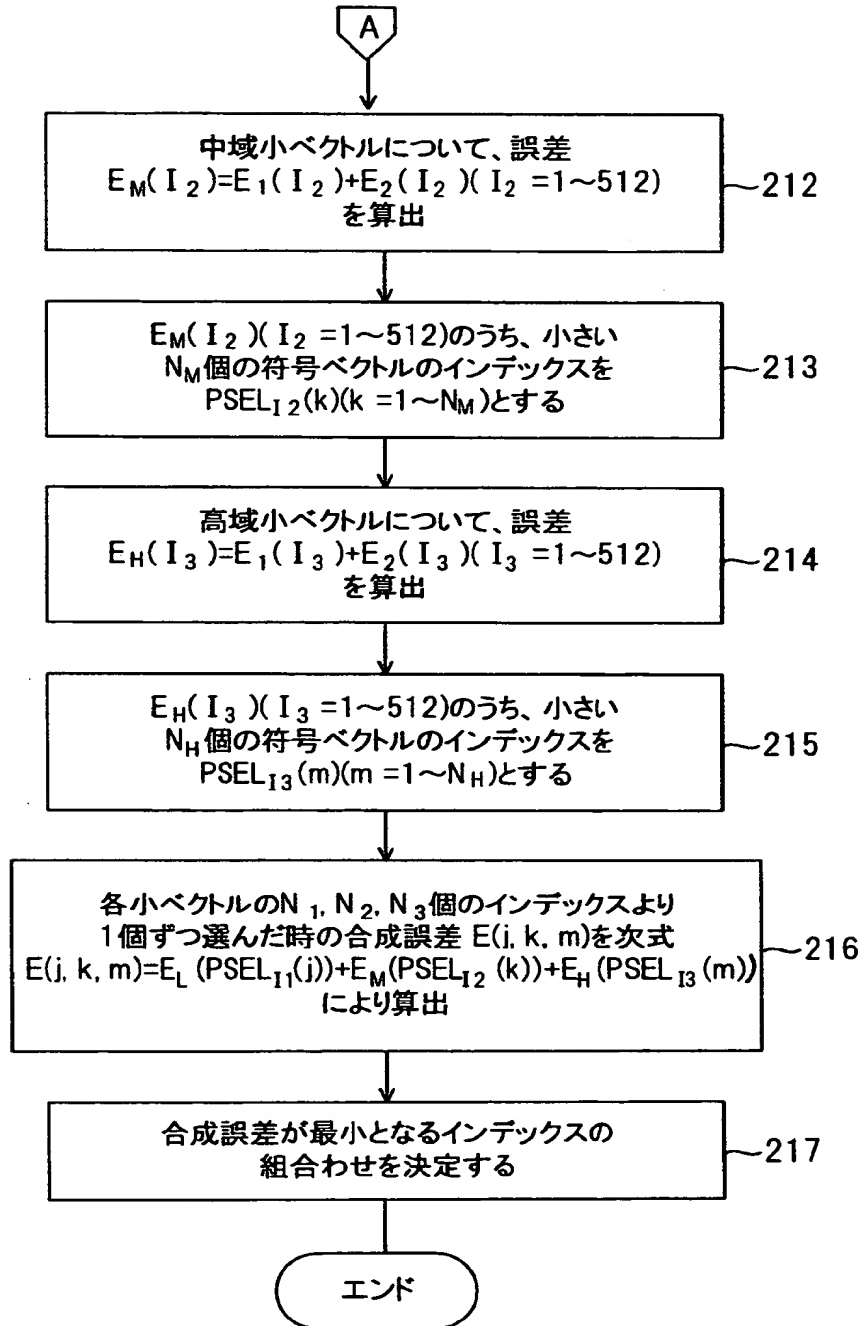 A
中域小ベクトルについて、誤差
E_M(I_2)=E_1(I_2)+E_2(I_2)(I_2=1～512)
を算出
～212
E_M(I_2)(I_2=1～512)のうち、小さい
N_M個の符号ベクトルのインデックスを
PSEL_I2(k)(k=1～N_M)とする
～213
高域小ベクトルについて、誤差
E_H(I_3)=E_1(I_3)+E_2(I_3)(I_3=1～512)
を算出
～214
E_H(I_3)(I_3=1～512)のうち、小さい
N_H個の符号ベクトルのインデックスを
PSEL_I3(m)(m=1～N_H)とする
～215
各小ベクトルのN_1, N_2, N_3個のインデックスより
1個ずつ選んだ時の合成誤差 E(j, k, m)を次式
E(j, k, m)=E_L(PSEL_I1(j))+E_M(PSEL_I2(k))+E_H(PSEL_I3(m))
により算出
～216
合成誤差が最小となるインデックスの
組合わせを決定する
～217
エンド